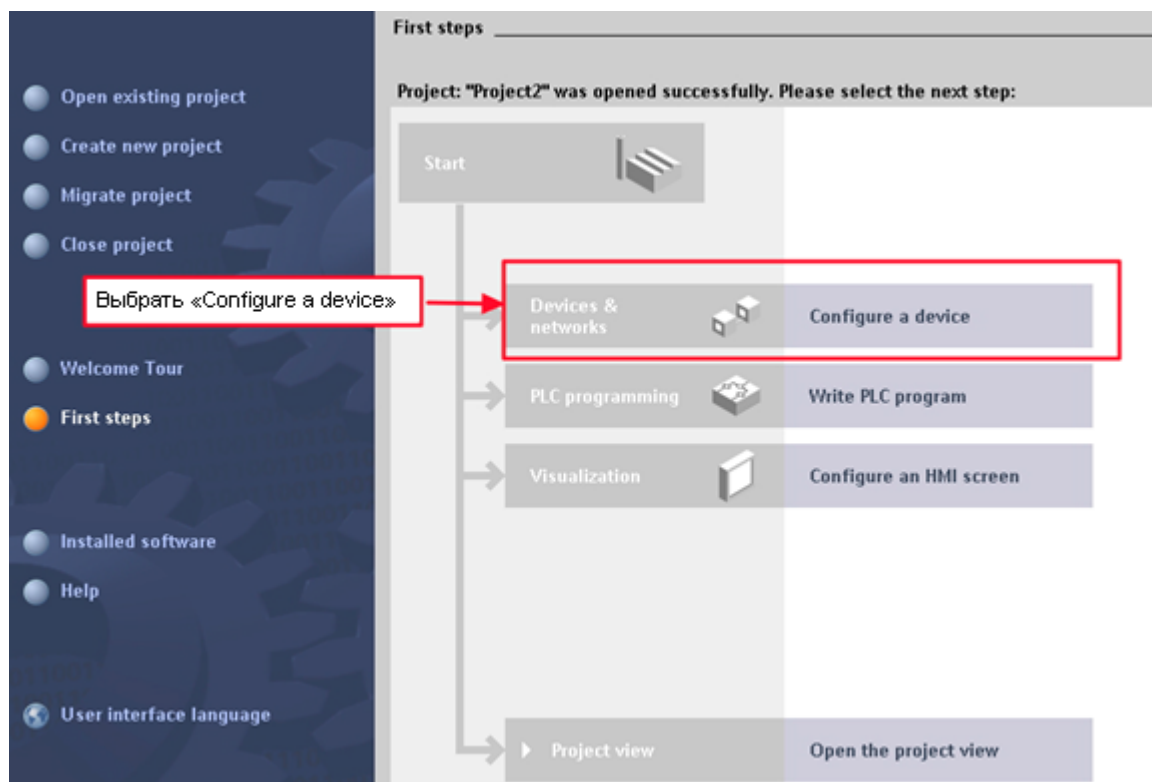 First steps
Project: "Project2" was opened successfully. Please select the next step:
Open existing project
Create new project
Migrate project
Close project
Welcome Tour
First steps
Installed software
Help
User interface language
Start
Выбрать «Configure a device»
Devices &
networks
Configure a device
PLC programming
Write PLC program
Visualization
Configure an HMI screen
Project view
Open the project view